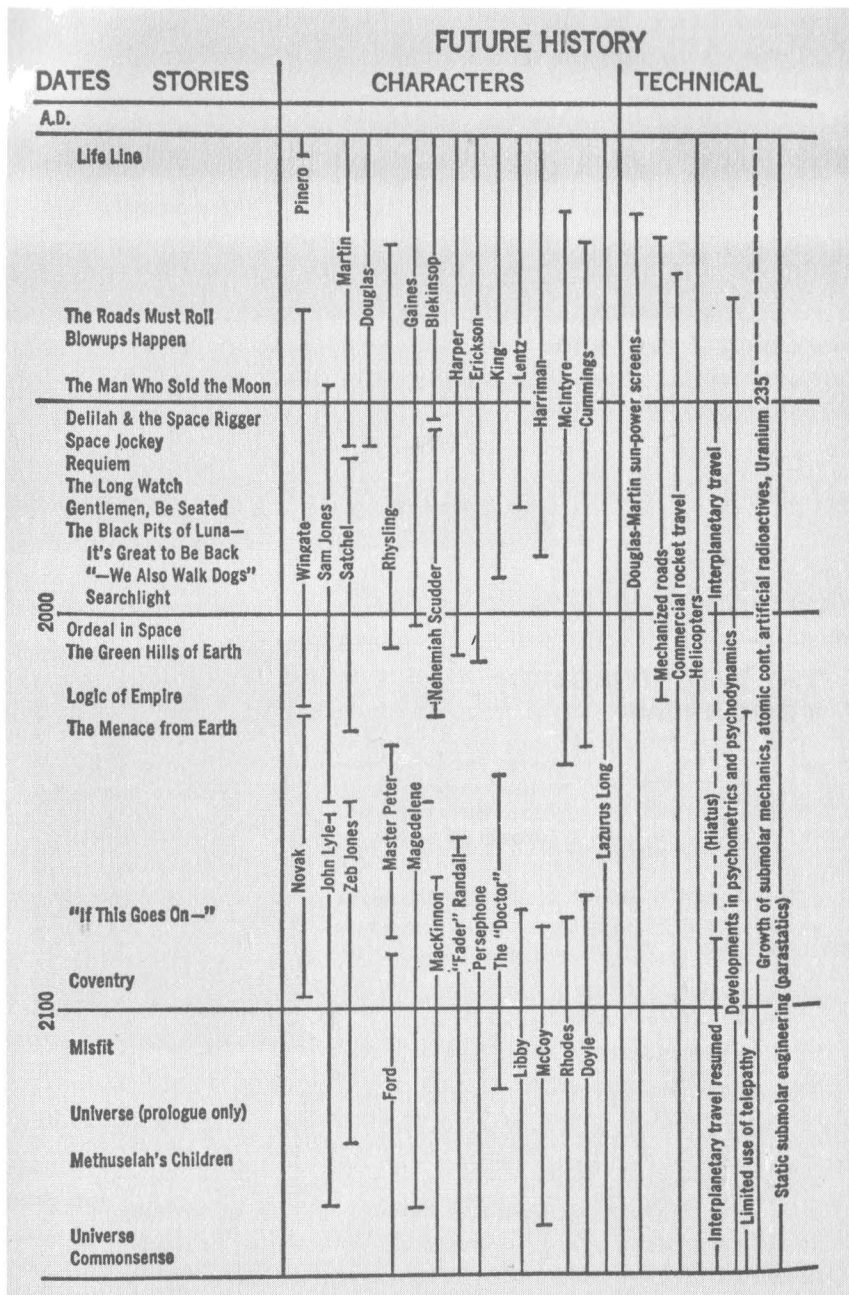 FUTURE HISTORY
DATES STORIES CHARACTERS TECHNICAL
A.D.
Life Line
The Roads Must Roll
Blowups Happen
The Man Who Sold the Moon
Delilah & the Space Rigger
Space Jockey
Requiem
The Long Watch
Gentlemen, Be Seated
The Black Pits of Luna—
It's Great to Be Back
"—We Also Walk Dogs"
Searchlight
2000
Ordeal in Space
The Green Hills of Earth
Logic of Empire
The Menace from Earth
"If This Goes On—"
Coventry
2100
Misfit
Universe (prologue only)
Methuselah's Children
Universe
Commonsense
Pinero
Wingate
Novak
Sam Jones
John Lyle
Martin
Satchel
Zeb Jones
Douglas
Rhysling
Master Peter
Ford
Gaines
Magedelene
Blekinsop
Nehemiah Scudder
MacKinnon
Harper
"Fader" Randall
Erickson
Persephone
King
The "Doctor"
Lentz
Libby
Harriman
McCoy
McIntyre
Rhodes
Cummings
Doyle
Lazurus Long
Douglas-Martin sun-power screens
Mechanized roads
Commercial rocket travel
Helicopters
Interplanetary travel
(Hiatus)
Interplanetary travel resumed
Developments in psychometrics and psychodynamics
Limited use of telepathy
Growth of submolar mechanics, atomic cont. artificial radioactives, Uranium 235
Static submolar engineering (parastatics)